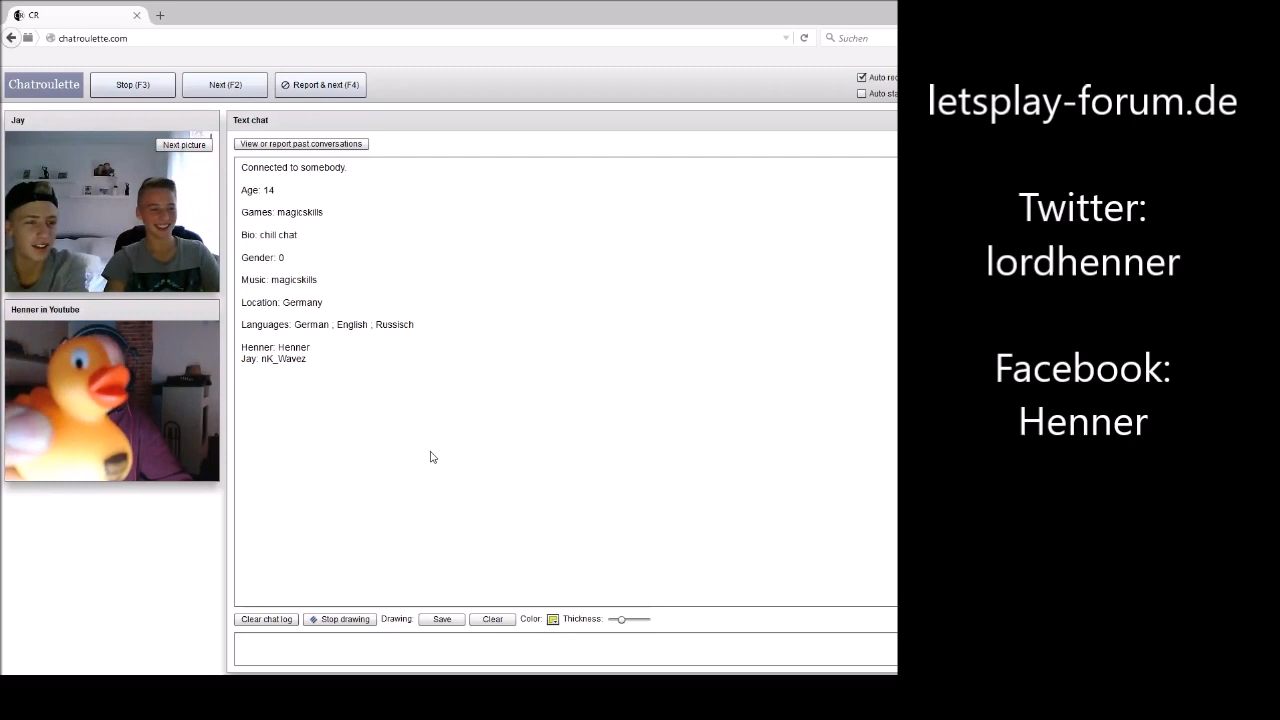 CR
chatroulette.com
Suchen
Chatroulette
Stop (F3)
Next (F2)
Report & next (F4)
Auto rec
Auto sta
Jay
Next picture
Henner in Youtube
Text chat
View or report past conversations
Connected to somebody.
Age: 14
Games: magicskills
Bio: chill chat
Gender: 0
Music: magicskills
Location: Germany
Languages: German ; English ; Russisch
Henner: Henner
Jay: nK_Wavez
Clear chat log
Stop drawing
Drawing:
Save
Clear
Color:
Thickness:
letsplay-forum.de
Twitter:
lordhenner
Facebook:
Henner